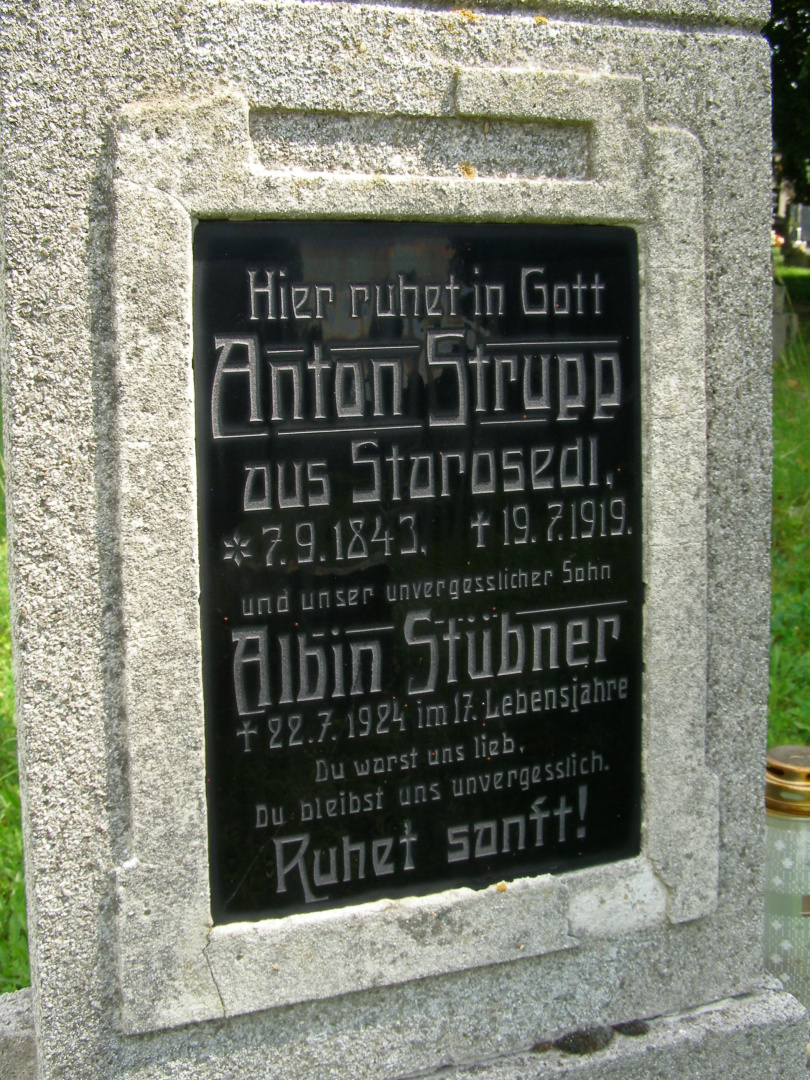 Hier ruhet in Gott
Anton Strupp
aus Starosedl.
* 7. 9. 1843. † 19. 7. 1919.
und unser unvergesslicher Sohn
Albin Stübner
† 22. 7. 1924 im 17. Lebensjahre
Du warst uns lieb,
Du bleibst uns unvergesslich.
Ruhet sanft!